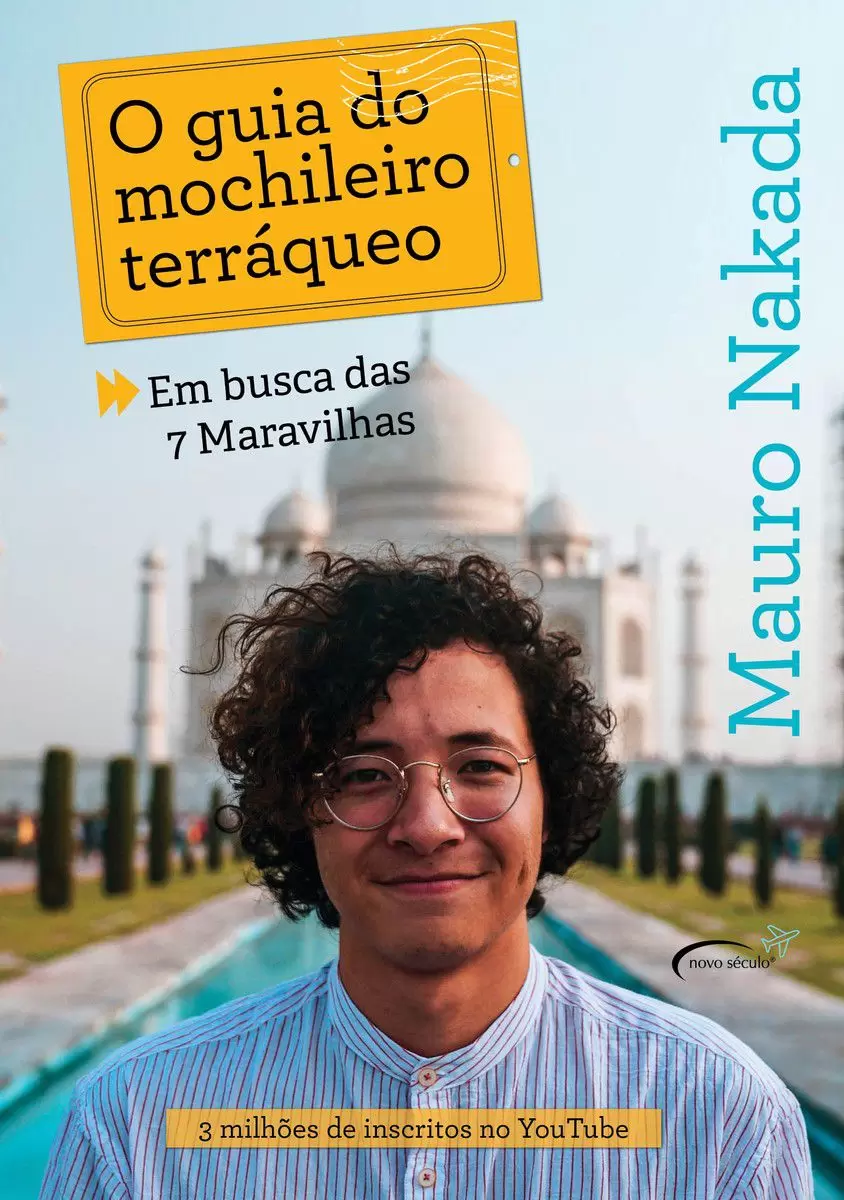 O guia do
mochileiro
terráqueo
Em busca das
7 Maravilhas
Mauro Nakada
novo século®
3 milhões de inscritos no YouTube